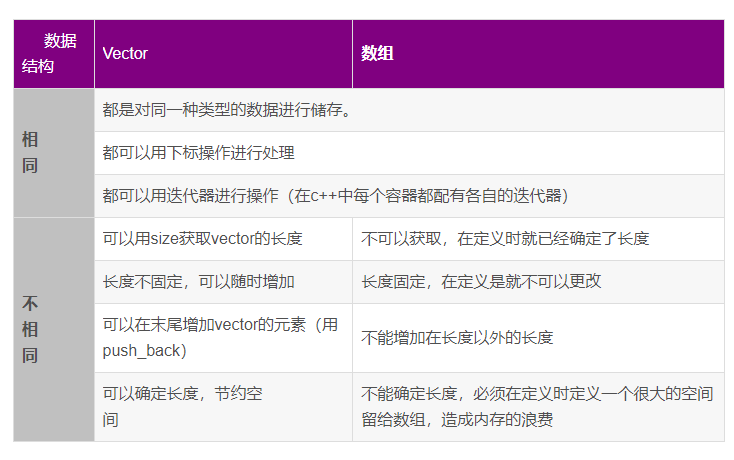 数据
结构
Vector
数组
相
同
都是对同一种类型的数据进行储存。
都可以用下标操作进行处理
都可以用迭代器进行操作（在c++中每个容器都配有各自的迭代器）
不
相
同
可以用size获取vector的长度
不可以获取，在定义时就已经确定了长度
长度不固定，可以随时增加
长度固定，在定义是就不可以更改
可以在末尾增加vector的元素（用
push_back）
不能增加在长度以外的长度
可以确定长度，节约空
间
不能确定长度，必须在定义时定义一个很大的空间
留给数组，造成内存的浪费